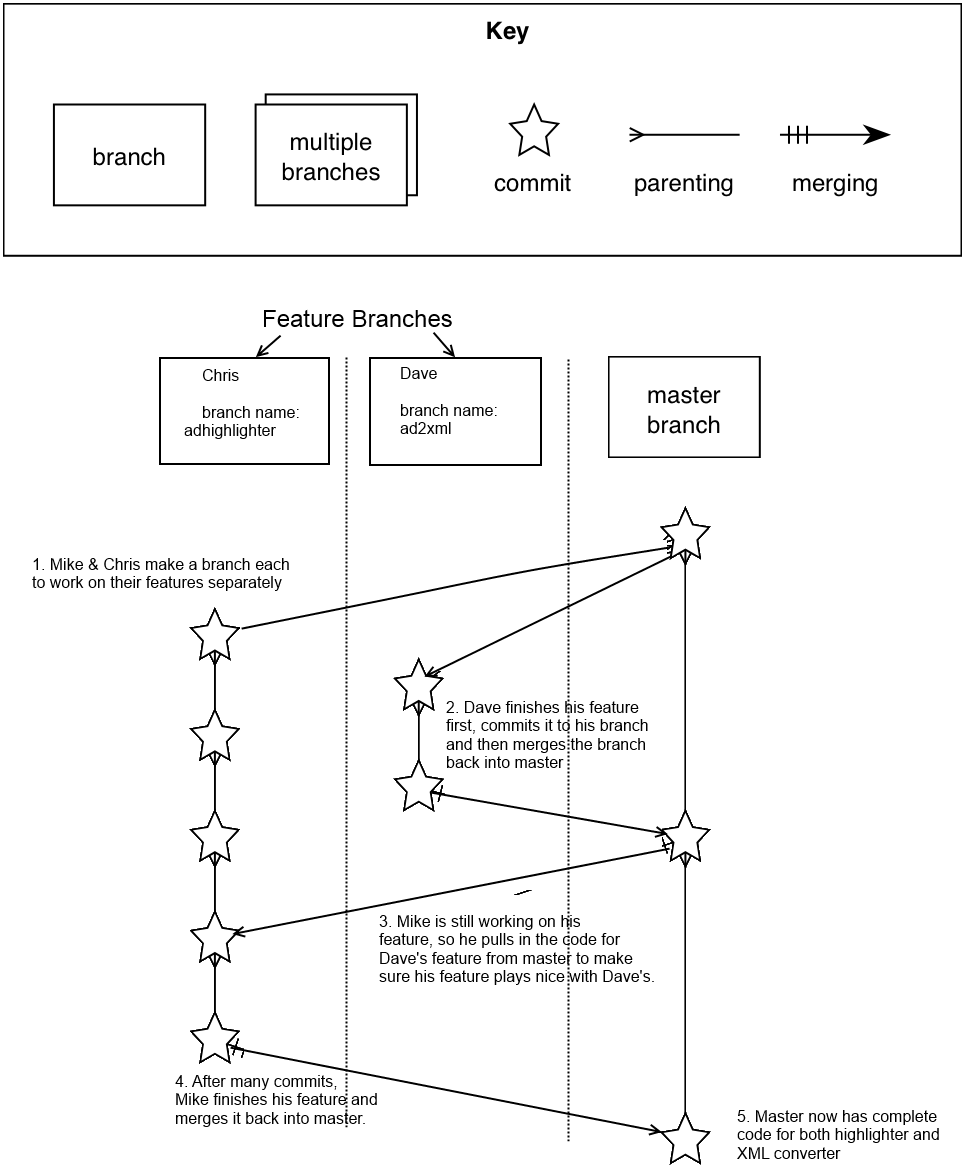 Key
branch
multiple
branches
commit
parenting
merging
Feature Branches
Chris
branch name:
adhighlighter
Dave
branch name:
ad2xml
master
branch
1. Mike & Chris make a branch each
to work on their features separately
2. Dave finishes his feature
first, commits it to his branch
and then merges the branch
back into master
3. Mike is still working on his
feature, so he pulls in the code for
Dave's feature from master to make
sure his feature plays nice with Dave's.
4. After many commits,
Mike finishes his feature and
merges it back into master.
5. Master now has complete
code for both highlighter and
XML converter